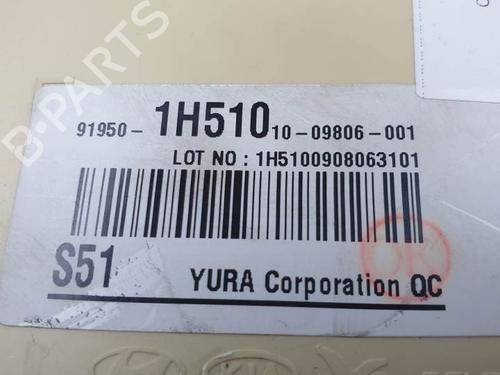 B-PARTS
91950- 1H510 10-09806-001
LOT NO : 1H5100908063101
S51 YURA Corporation QC
OK